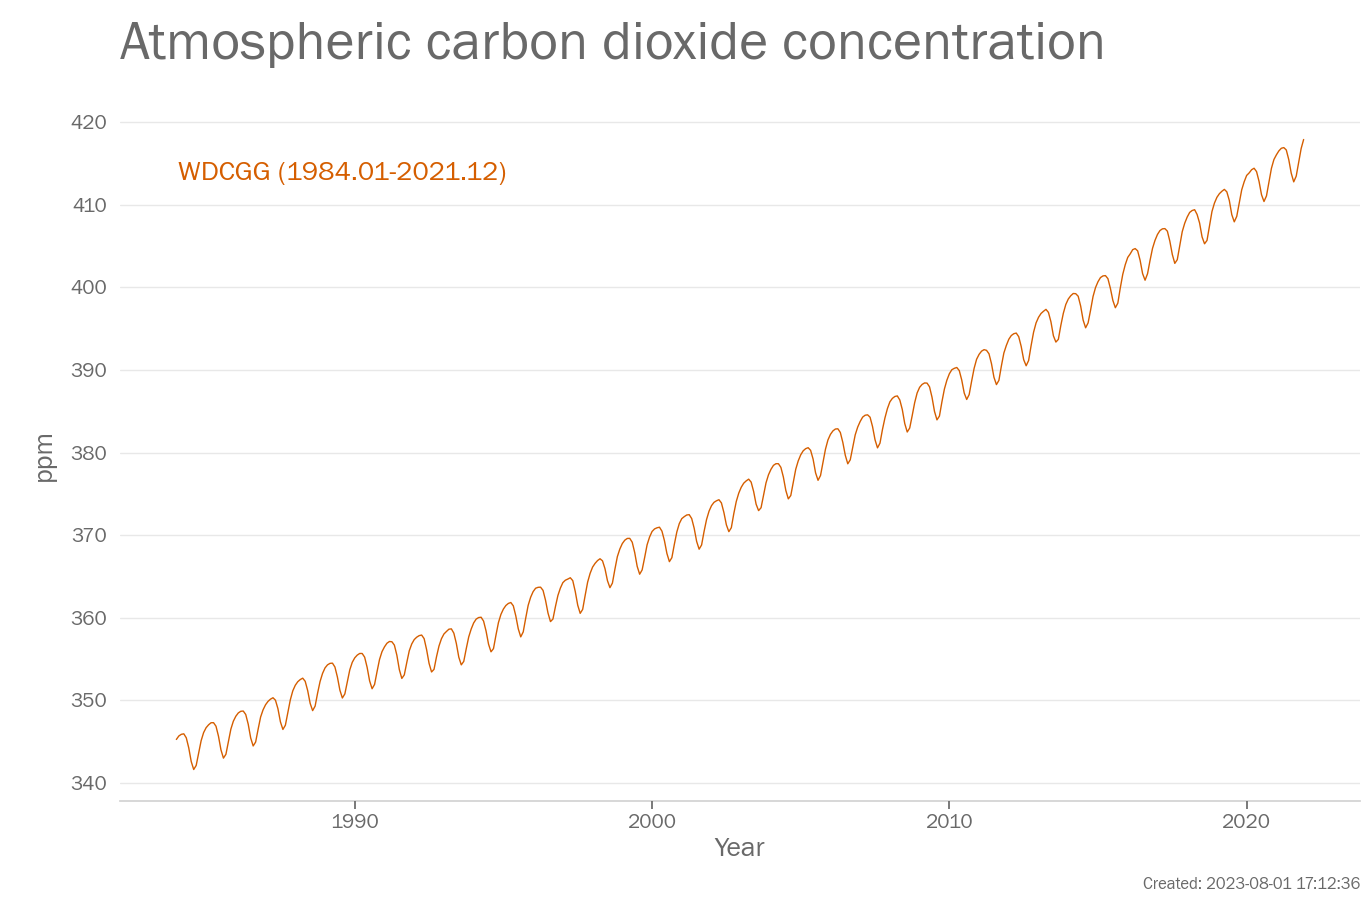 Atmospheric carbon dioxide concentration
420
WDCGG (1984.01-2021.12)
410
400
390
380
ppm
370
360
350
340
1990 2000 2010 2020
Year
Created: 2023-08-01 17:12:36